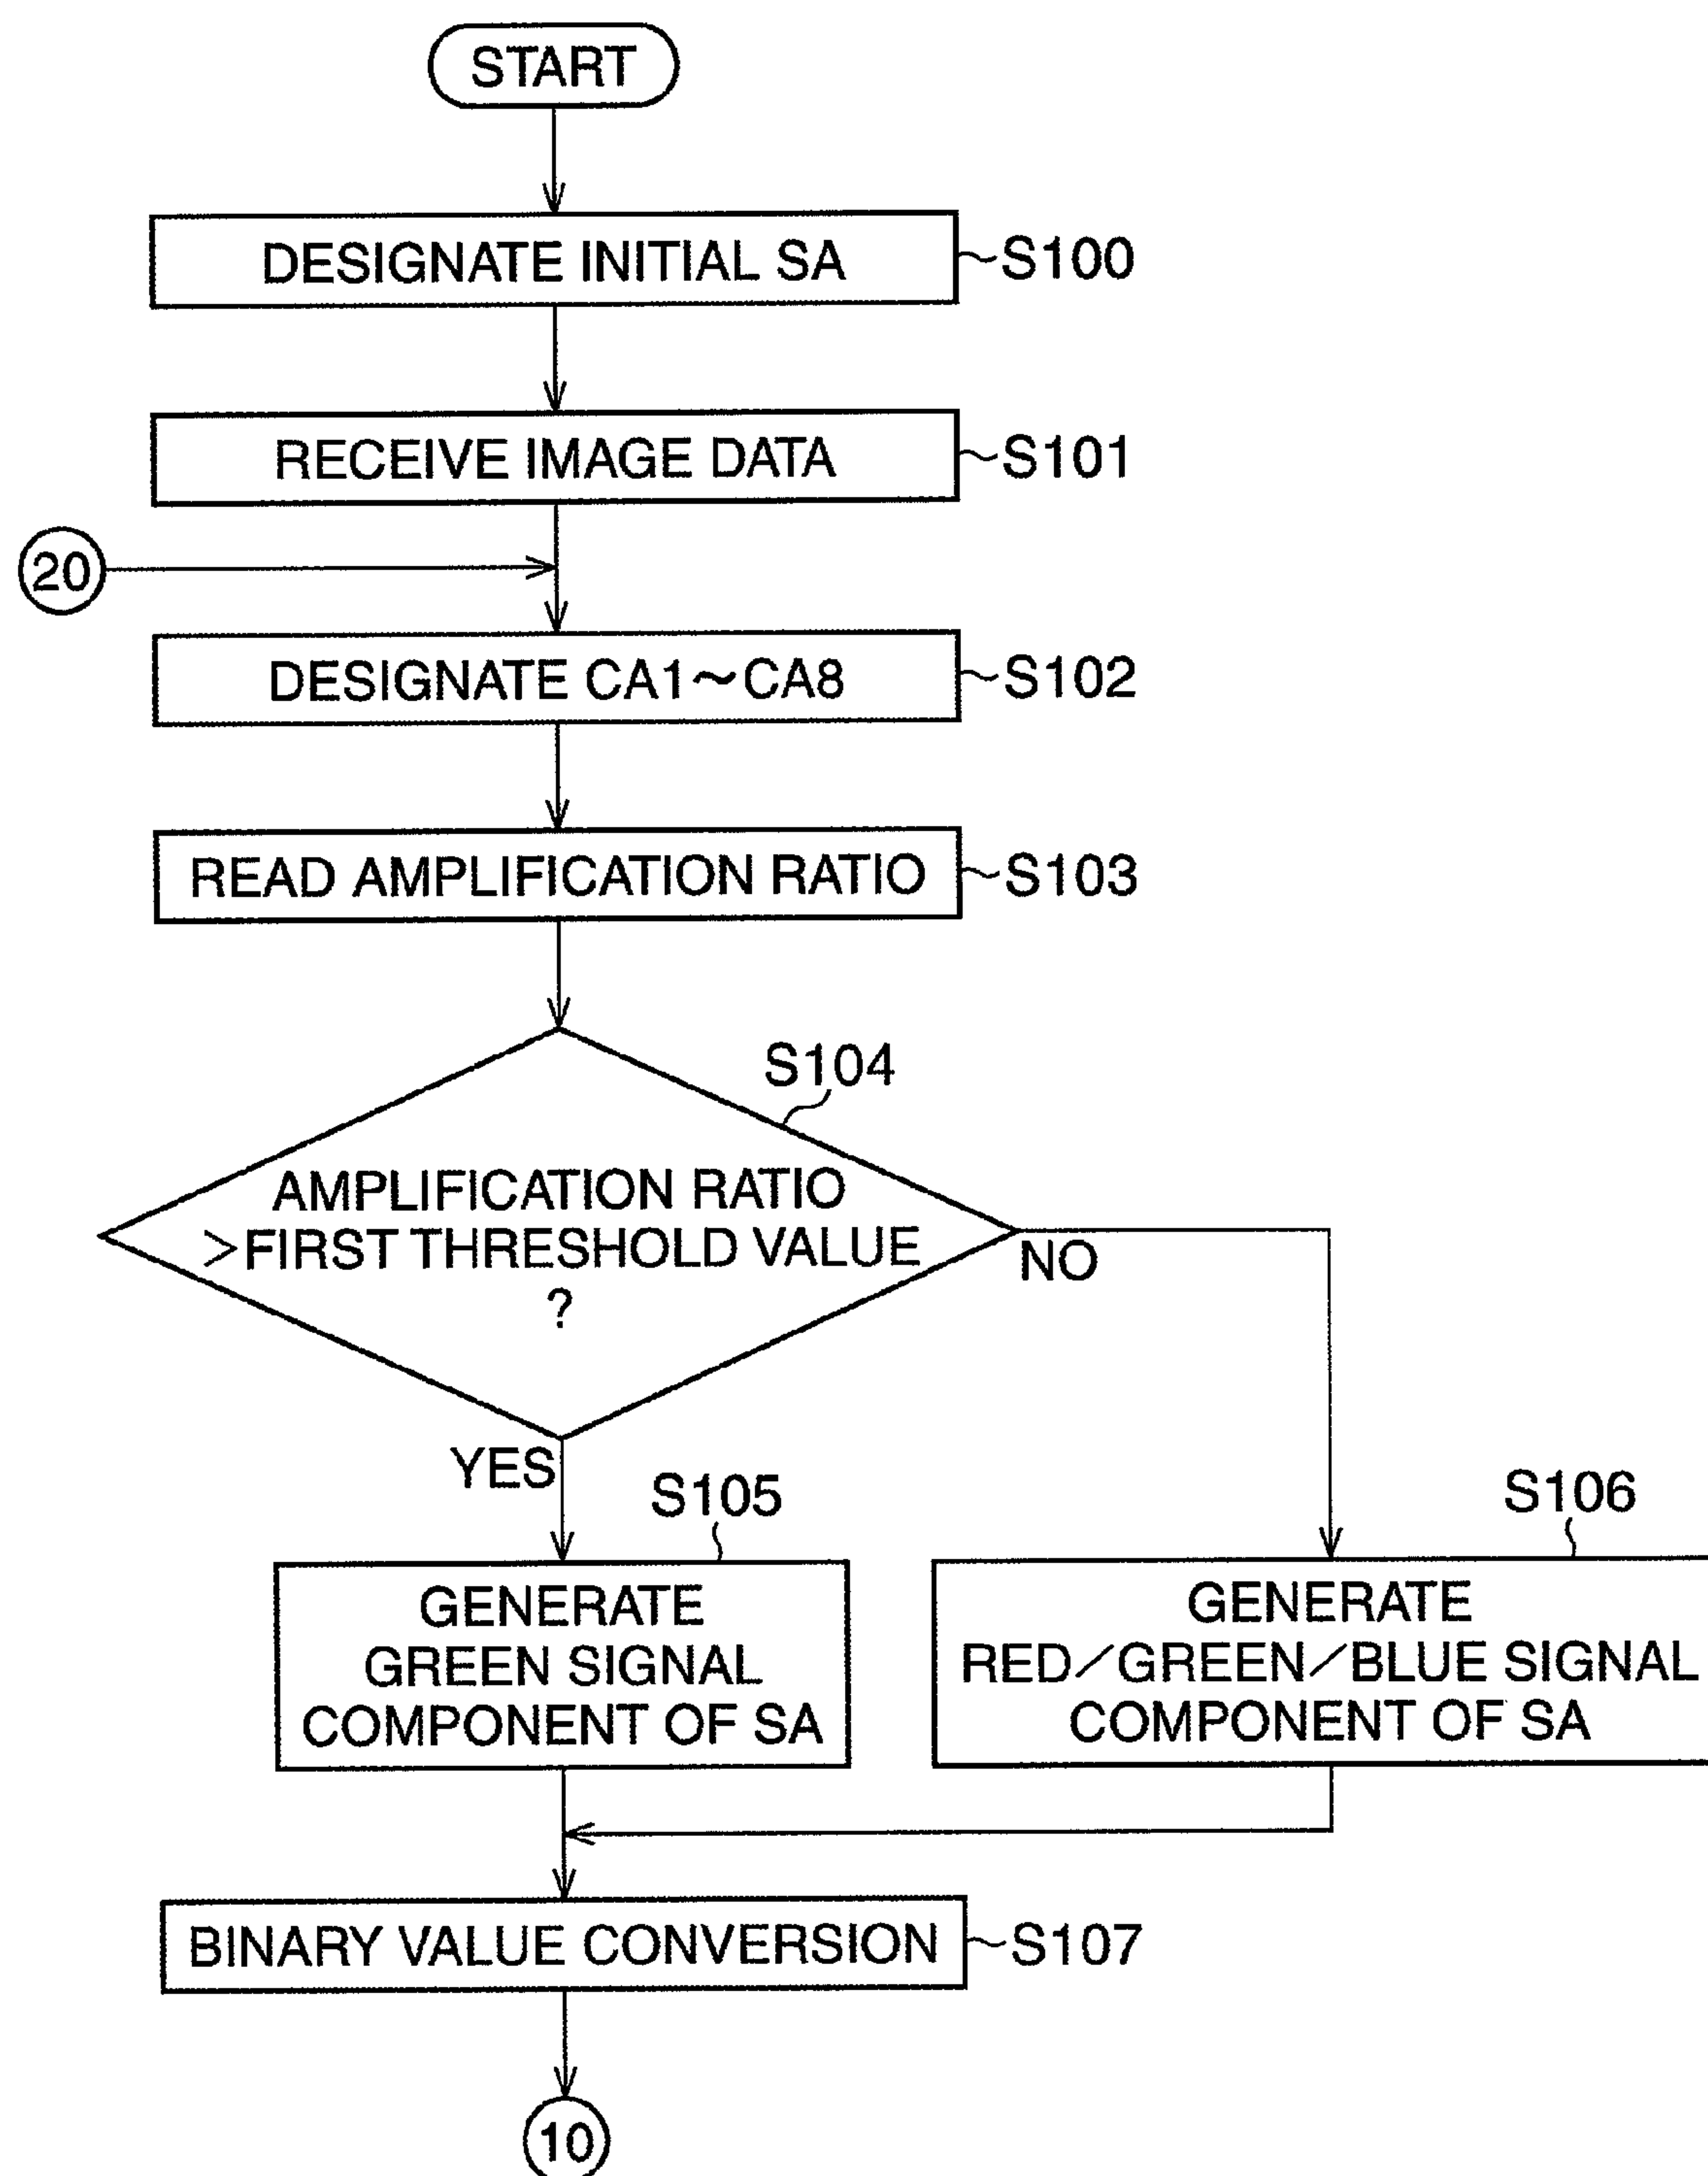 START
DESIGNATE INITIAL SA
S100
RECEIVE IMAGE DATA
S101
20
DESIGNATE CA1~CA8
S102
READ AMPLIFICATION RATIO
S103
S104
AMPLIFICATION RATIO
>FIRST THRESHOLD VALUE
?
NO
YES
S105
GENERATE
GREEN SIGNAL
COMPONENT OF SA
S106
GENERATE
RED/GREEN/BLUE SIGNAL
COMPONENT OF SA
BINARY VALUE CONVERSION
S107
10